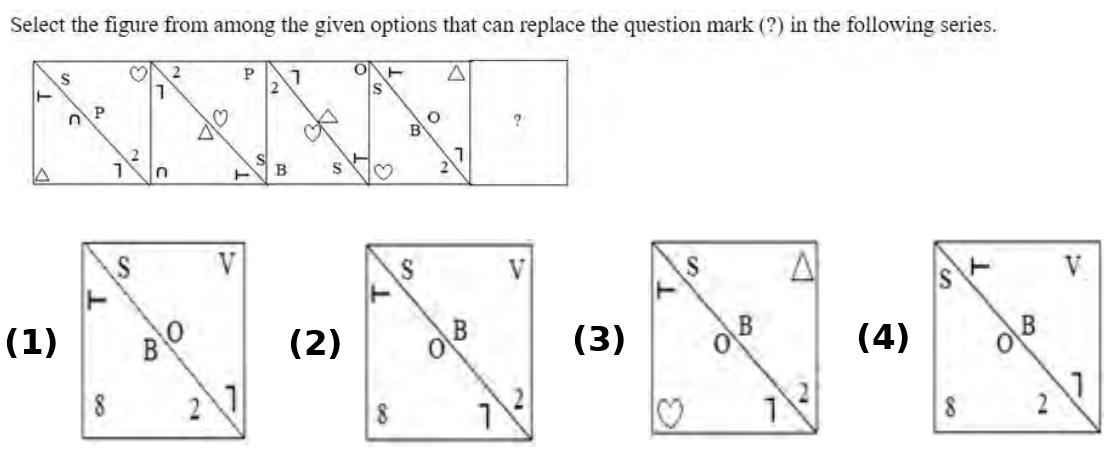 Select the figure from among the given options that can replace the question mark (?) in the following series.
S T P 2 2 P S T 2 O B S T S O B 2 ?
(1) (2) (3) (4)
S V S V S S T V
T T T
O B B B
B O O O
8 2 8 2 2 8 2